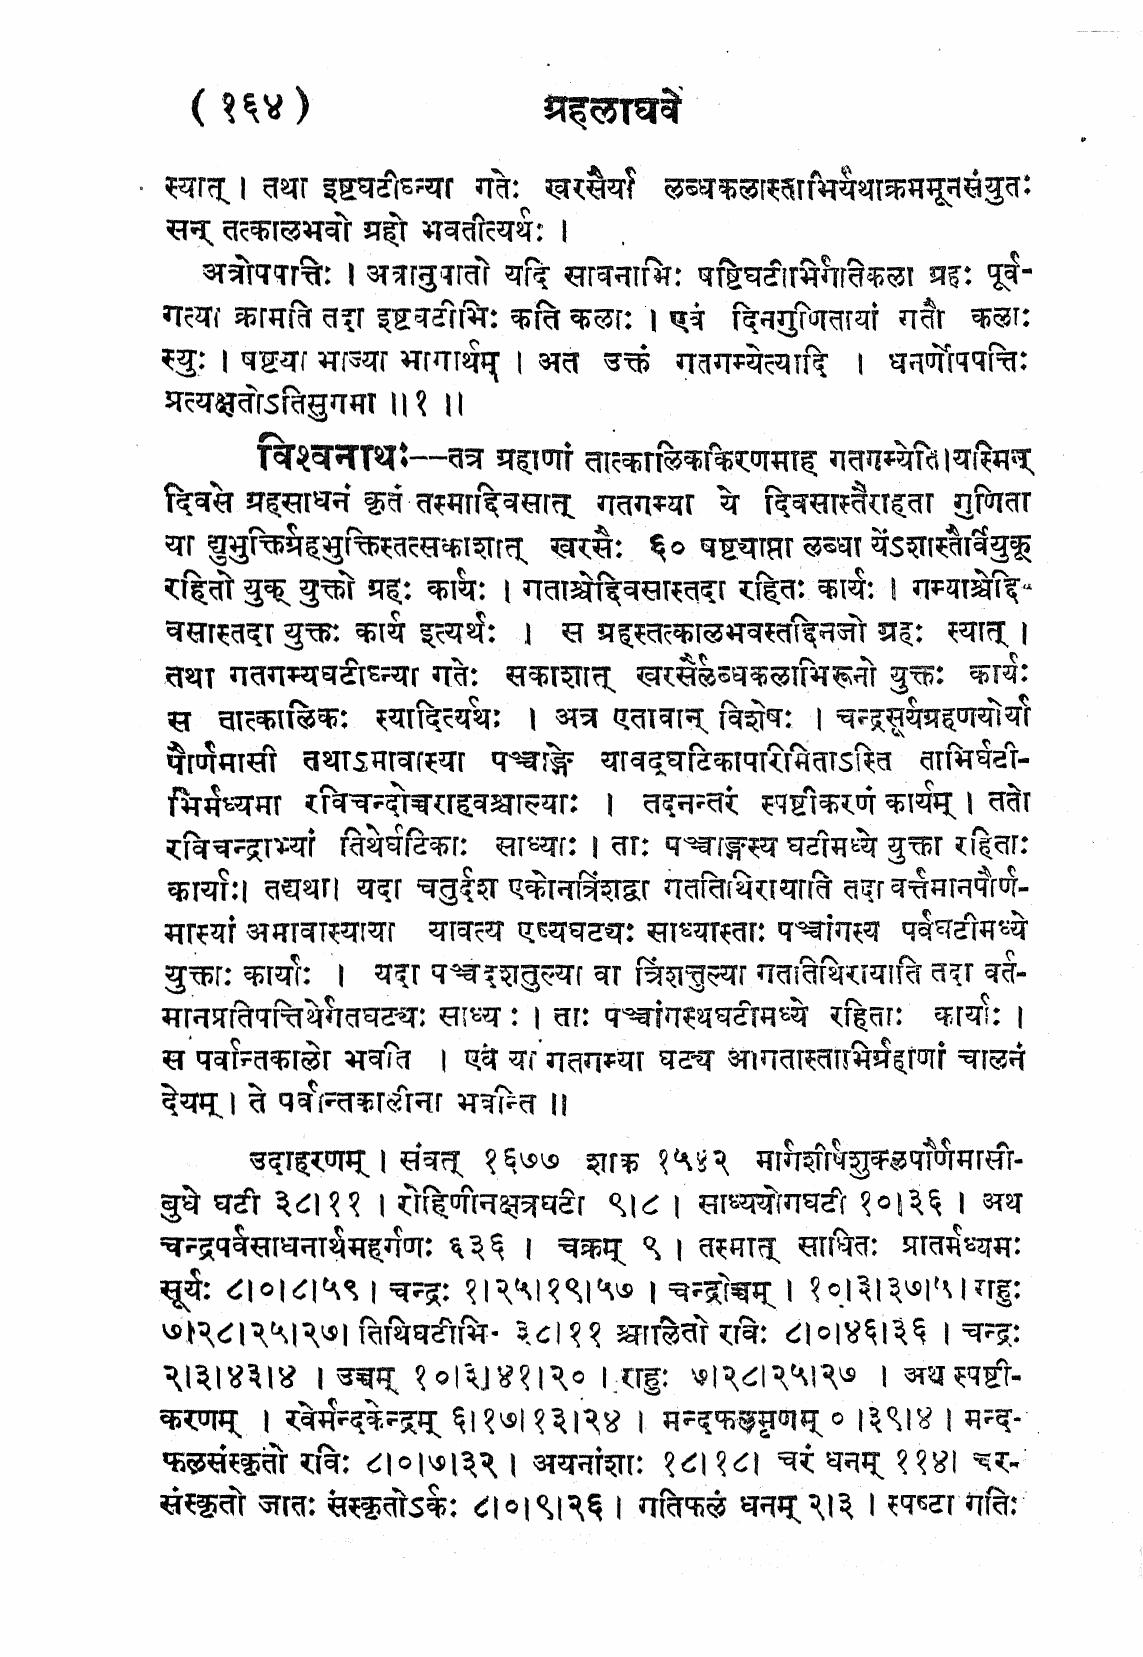 ( १६४ ) ग्रहलाघवे
स्यात् । तथा इष्टघटीघ्न्या गतेः खरसैर्या लब्धकलास्ताभिर्यथाक्रममूनसंयुतः
सन् तत्कालभवो ग्रहो भवतीत्यर्थः ।
अत्रोपपत्तिः । अत्रानुपातो यदि सावनाभिः षष्टिघटीभिर्गतिकला ग्रहः पूर्व-
गत्या क्रामति तदा इष्टघटीभिः कति कलाः । एवं दिनगुणितायां गतौ कलाः
स्युः । षष्टया भाज्या भागार्थम् । अत उक्तं गतगम्येत्यादि । धनर्णोपपत्तिः
प्रत्यक्षतोऽतिसुगमा ॥१ ॥
विश्वनाथः—तत्र ग्रहाणां तात्कालिककिरणमाह गतगम्येति।यस्मिन्
दिवसे ग्रहसाधनं कृतं तस्माद्दिवसात् गतगम्या ये दिवसास्तैराहता गुणिता
या द्युभुक्तिर्ग्रहभुक्तिस्तत्सकाशात् खरसैः ६० षष्टयाप्ता लब्धा येंऽशास्तैर्वियुक्
रहितो युक् युक्तो ग्रहः कार्यः । गताश्चेद्दिवसास्तदा रहितः कार्यः । गम्याश्चेद्दि-
वसास्तदा युक्तः कार्य इत्यर्थः । स ग्रहस्तत्कालभवस्तद्दिनजो ग्रहः स्यात् ।
तथा गतगम्यघटीघ्न्या गतेः सकाशात् खरसैर्लब्धकलाभिरूनो युक्तः कार्यः
स तात्कालिकः स्यादित्यर्थः । अत्र एतावान् विशेषः । चन्द्रसूर्यग्रहणयोर्या
पौर्णमासी तथाऽमावास्या पञ्चाङ्गे यावद्घटिकापरिमिताऽस्ति ताभिर्घटी-
भिर्मध्यमा रविचन्दोच्चराहवश्चाल्याः । तदनन्तरं स्पष्टीकरणं कार्यम् । ततो
रविचन्द्राभ्यां तिथेर्घटिकाः साध्याः । ताः पञ्चाङ्गस्य घटीमध्ये युक्ता रहिताः
कार्याः। तद्यथा। यदा चतुर्दश एकोनत्रिंशद्वा गततिथिरायाति तदा वर्त्तमानपौर्ण-
मास्यां अमावास्याया यावत्य एष्यघटयः साध्यास्ताः पञ्चांगस्य पर्वघटीमध्ये
युक्ताः कार्याः । यदा पञ्चदशतुल्या वा त्रिंशत्तुल्या गततिथिरायाति तदा वर्त-
मानप्रतिपत्तिथेर्गतघटयः साध्य ः । ताः पञ्चांगस्थघटीमध्ये रहिताः कार्याः ।
स पर्वान्तकालो भवति । एवं या गतगम्या घटय आगतास्ताभिर्ग्रहाणां चालनं
देयम् । ते पर्वान्तकालीना भवन्ति ॥
उदाहरणम् । संवत् १६७७ शाक १५४२ मार्गशीर्षशुक्लपौर्णमासी-
बुधे घटी ३८।११ । रोहिणीनक्षत्रघटी ९।८ । साध्ययोगघटी १०।३६ । अथ
चन्द्रपर्वसाधनार्थमहर्गणः ६३६ । चक्रम् ९ । तस्मात् साधितः प्रातर्मध्यमः
सूर्यः ८।०।८।५९ । चन्द्रः १।२५।१९।५७ । चन्द्रोच्चम् । १०।३।३७।५। राहुः
७।२८।२५।२७। तिथिघटीभि- ३८।११ श्चालितो रविः ८।०।४६।३६ । चन्द्रः
२।३।४३।४ । उच्चम् १०।३।४१।२० । राहुः ७।२८।२५।२७ । अथ स्पष्टी-
करणम् । रवेर्मन्दकेन्द्रम् ६।१७।१३।२४ । मन्दफलमृणम् ० ।३९।४ । मन्द-
फलसंस्कृतो रविः ८।०।७।३२ । अयनांशाः १८।१८। चरं धनम् ११४। चर-
संस्कृतो जातः संस्कृतोऽर्कः ८।०।९।२६ । गतिफलं धनम् २।३ । स्पष्टा गतिः